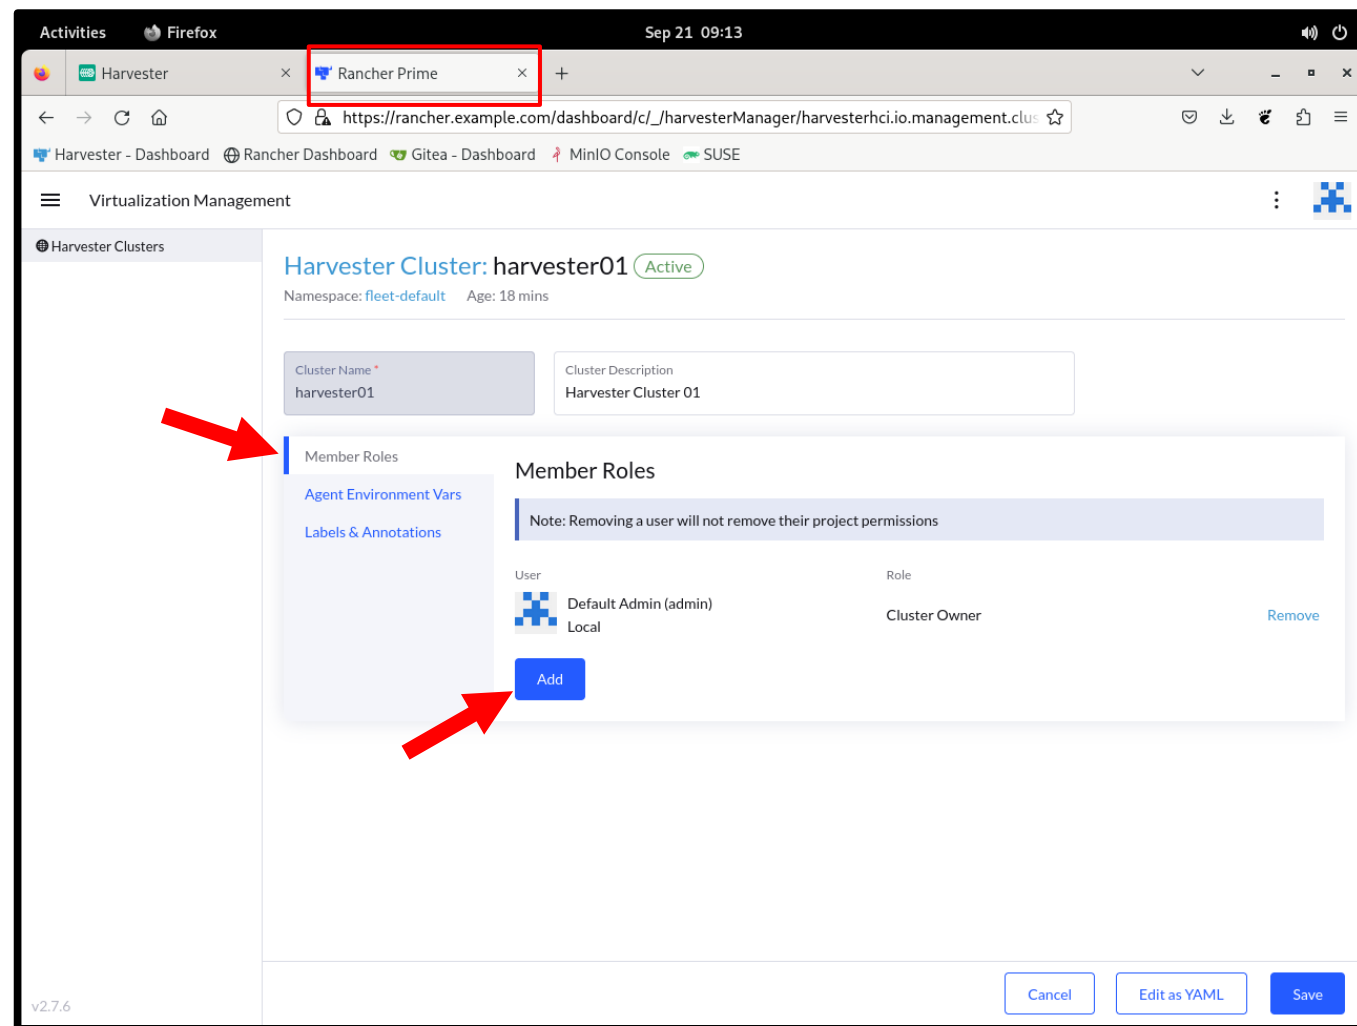 Activities Firefox Sep 21 09:13
Harvester Rancher Prime
https://rancher.example.com/dashboard/c/_/harvesterManager/harvesterhci.io.management.clus
Harvester - Dashboard Rancher Dashboard Gitea - Dashboard MinIO Console SUSE
Virtualization Management
Harvester Clusters
Harvester Cluster: harvester01 Active
Namespace: fleet-default Age: 18 mins
Cluster Name * Cluster Description
harvester01 Harvester Cluster 01
Member Roles
Agent Environment Vars
Labels & Annotations
Member Roles
Note: Removing a user will not remove their project permissions
User Role
Default Admin (admin)
Local
Cluster Owner Remove
Add
Cancel Edit as YAML Save
v2.7.6